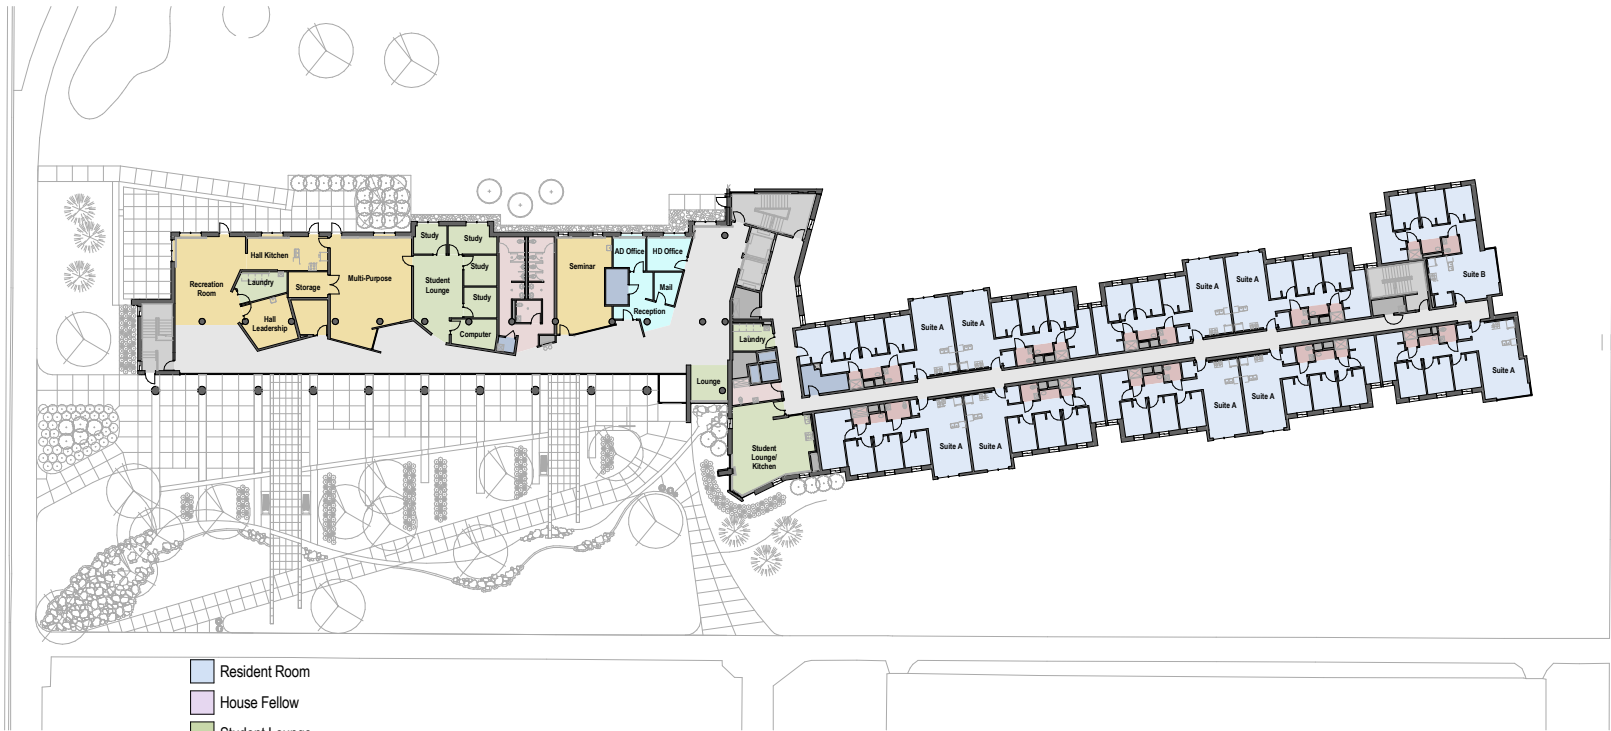 Study
Study
Hall Kitchen
AD Office
HD Office
Seminar
Study
Recreation
Room
Laundry
Storage
Multi-Purpose
Student
Lounge
Mail
Study
Reception
Hall
Leadership
Computer
Laundry
Lounge
Student
Lounge/
Kitchen
Suite A
Suite A
Suite A
Suite A
Suite B
Suite A
Suite A
Suite A
Suite A
Suite A
Resident Room
House Fellow
Student Lounge